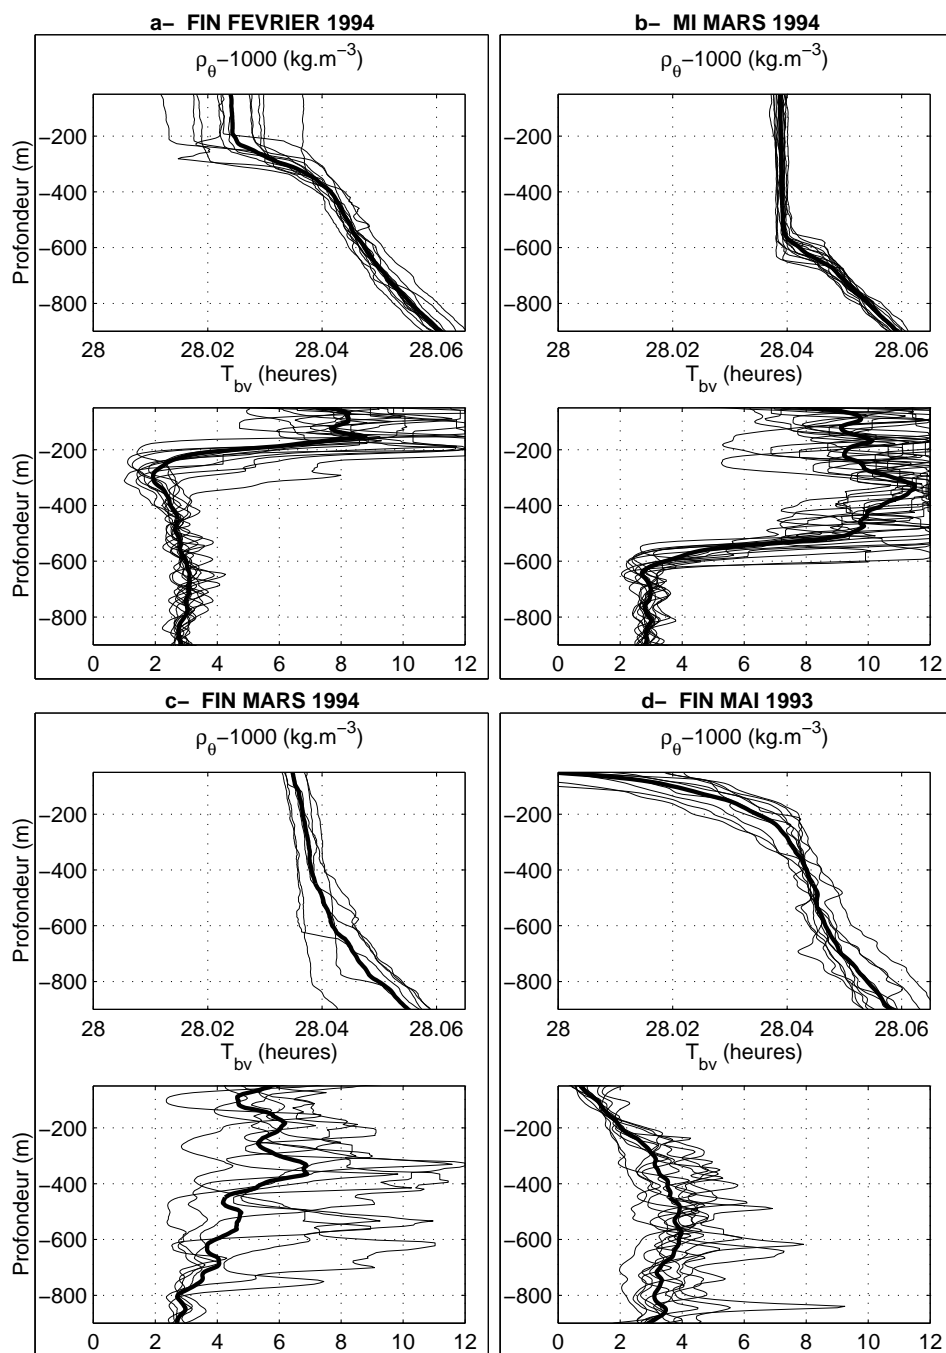 a– FIN FEVRIER 1994
ρθ−1000 (kg.m−3)
Profondeur (m)
−200
−400
−600
−800
28 28.02 28.04 28.06
Tbv (heures)
Profondeur (m)
−200
−400
−600
−800
0 2 4 6 8 10 12
b– MI MARS 1994
ρθ−1000 (kg.m−3)
−200
−400
−600
−800
28 28.02 28.04 28.06
Tbv (heures)
−200
−400
−600
−800
0 2 4 6 8 10 12
c– FIN MARS 1994
ρθ−1000 (kg.m−3)
Profondeur (m)
−200
−400
−600
−800
28 28.02 28.04 28.06
Tbv (heures)
Profondeur (m)
−200
−400
−600
−800
0 2 4 6 8 10 12
d– FIN MAI 1993
ρθ−1000 (kg.m−3)
−200
−400
−600
−800
28 28.02 28.04 28.06
Tbv (heures)
−200
−400
−600
−800
0 2 4 6 8 10 12